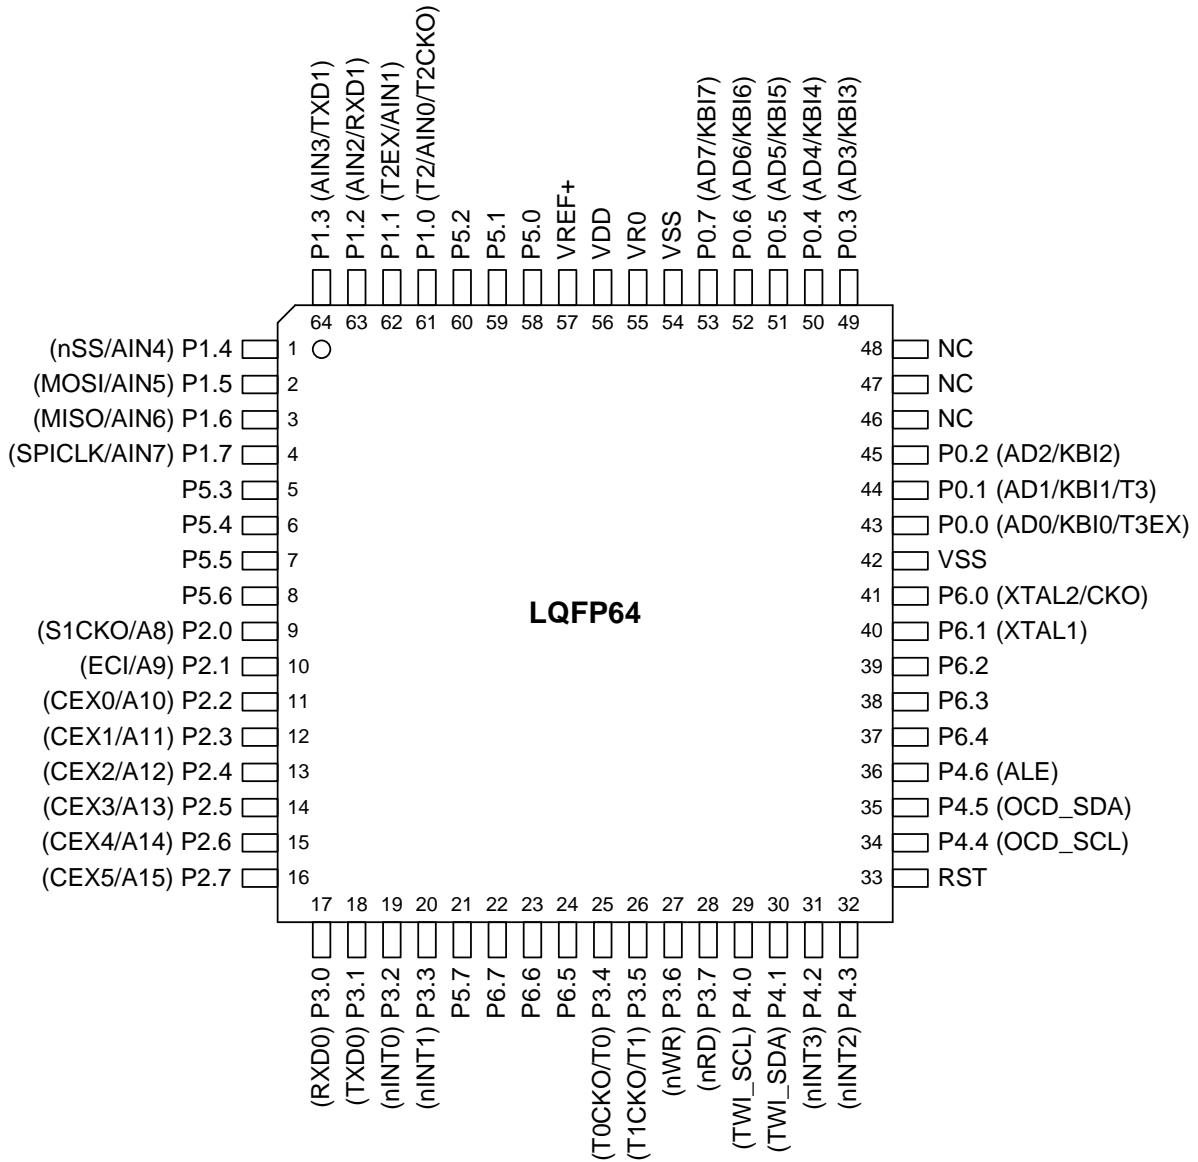 P1.3 (AIN3/TXD1)
P1.2 (AIN2/RXD1)
P1.1 (T2EX/AIN1)
P1.0 (T2/AIN0/T2CKO)
P5.2
P5.1
P5.0
VREF+
VDD
VR0
VSS
P0.7 (AD7/KBI7)
P0.6 (AD6/KBI6)
P0.5 (AD5/KBI5)
P0.4 (AD4/KBI4)
P0.3 (AD3/KBI3)
64 63 62 61 60 59 58 57 56 55 54 53 52 51 50 49
(nSS/AIN4) P1.4 1
(MOSI/AIN5) P1.5 2
(MISO/AIN6) P1.6 3
(SPICLK/AIN7) P1.7 4
P5.3 5
P5.4 6
P5.5 7
P5.6 8
(S1CKO/A8) P2.0 9
(ECI/A9) P2.1 10
(CEX0/A10) P2.2 11
(CEX1/A11) P2.3 12
(CEX2/A12) P2.4 13
(CEX3/A13) P2.5 14
(CEX4/A14) P2.6 15
(CEX5/A15) P2.7 16
LQFP64
48 NC
47 NC
46 NC
45 P0.2 (AD2/KBI2)
44 P0.1 (AD1/KBI1/T3)
43 P0.0 (AD0/KBI0/T3EX)
42 VSS
41 P6.0 (XTAL2/CKO)
40 P6.1 (XTAL1)
39 P6.2
38 P6.3
37 P6.4
36 P4.6 (ALE)
35 P4.5 (OCD_SDA)
34 P4.4 (OCD_SCL)
33 RST
17 18 19 20 21 22 23 24 25 26 27 28 29 30 31 32
(RXD0) P3.0
(TXD0) P3.1
(nINT0) P3.2
(nINT1) P3.3
P5.7
P6.7
P6.6
P6.5
(T0CKO/T0) P3.4
(T1CKO/T1) P3.5
(nWR) P3.6
(nRD) P3.7
(TWI_SCL) P4.0
(TWI_SDA) P4.1
(nINT3) P4.2
(nINT2) P4.3